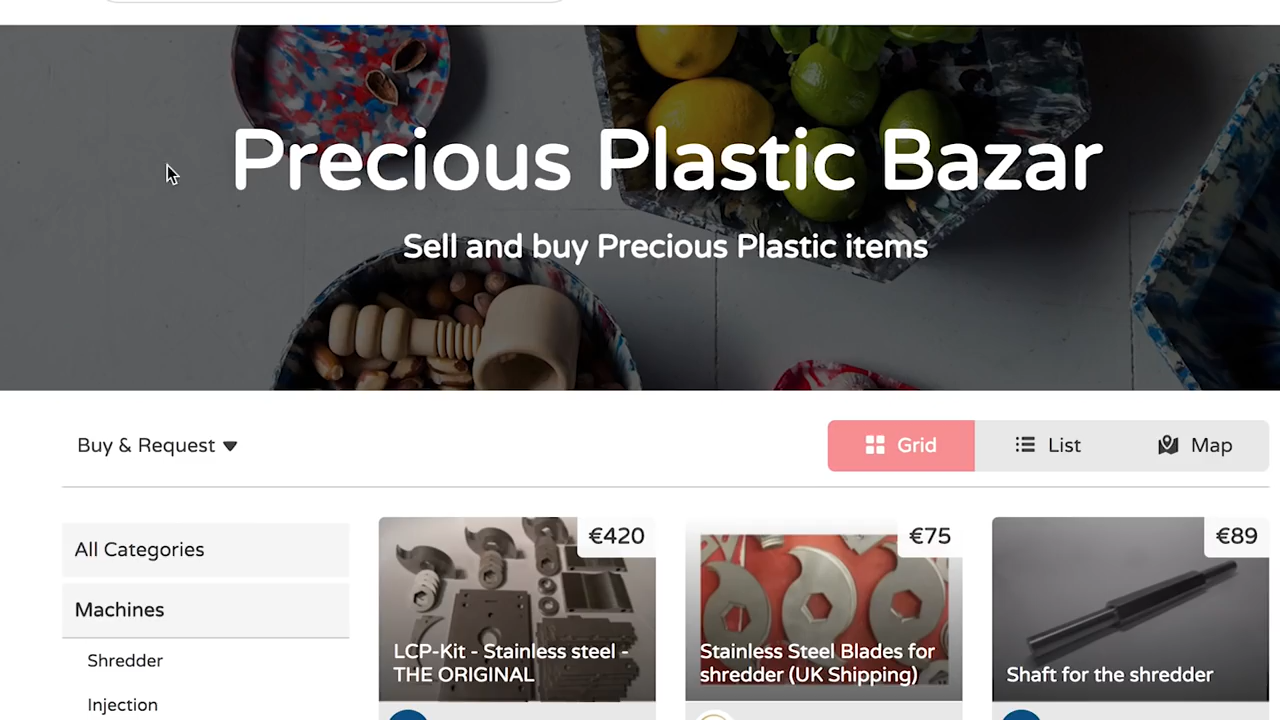 Precious Plastic Bazar
Sell and buy Precious Plastic items
Buy & Request
Grid
List
Map
All Categories
Machines
Shredder
Injection
€420
LCP-Kit - Stainless steel -
THE ORIGINAL
€75
Stainless Steel Blades for
shredder (UK Shipping)
€89
Shaft for the shredder